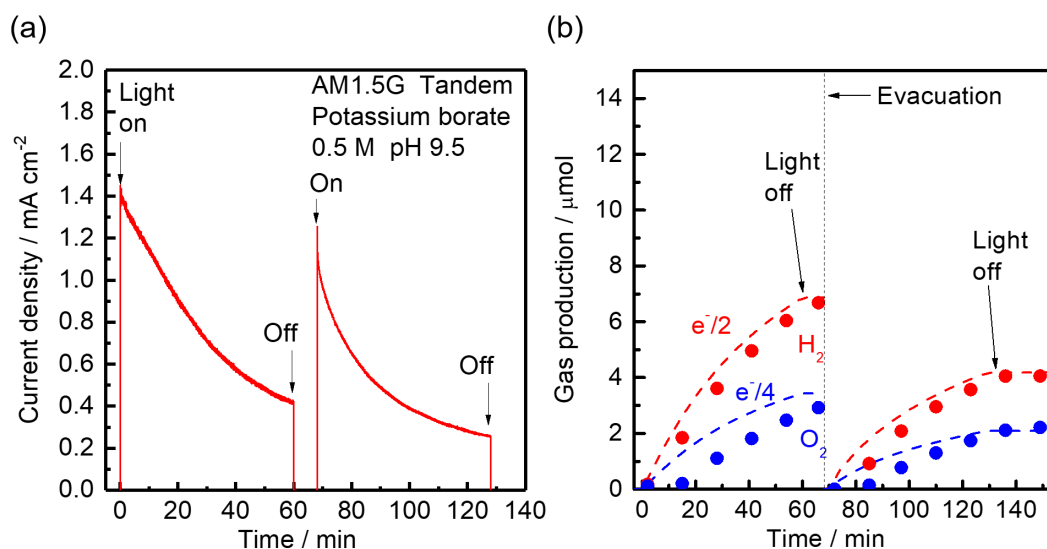 (a)
2.0
1.8
1.6
1.4
1.2
1.0
0.8
0.6
0.4
0.2
0.0
Current density / mA cm⁻²
Light
on
AM1.5G Tandem
Potassium borate
0.5 M pH 9.5
On
Off
Off
0 20 40 60 80 100 120 140
Time / min
(b)
14
12
10
8
6
4
2
0
Gas production / μmol
Evacuation
Light
off
Light
off
e⁻/2
H₂
e⁻/4
O₂
0 20 40 60 80 100 120 140
Time / min